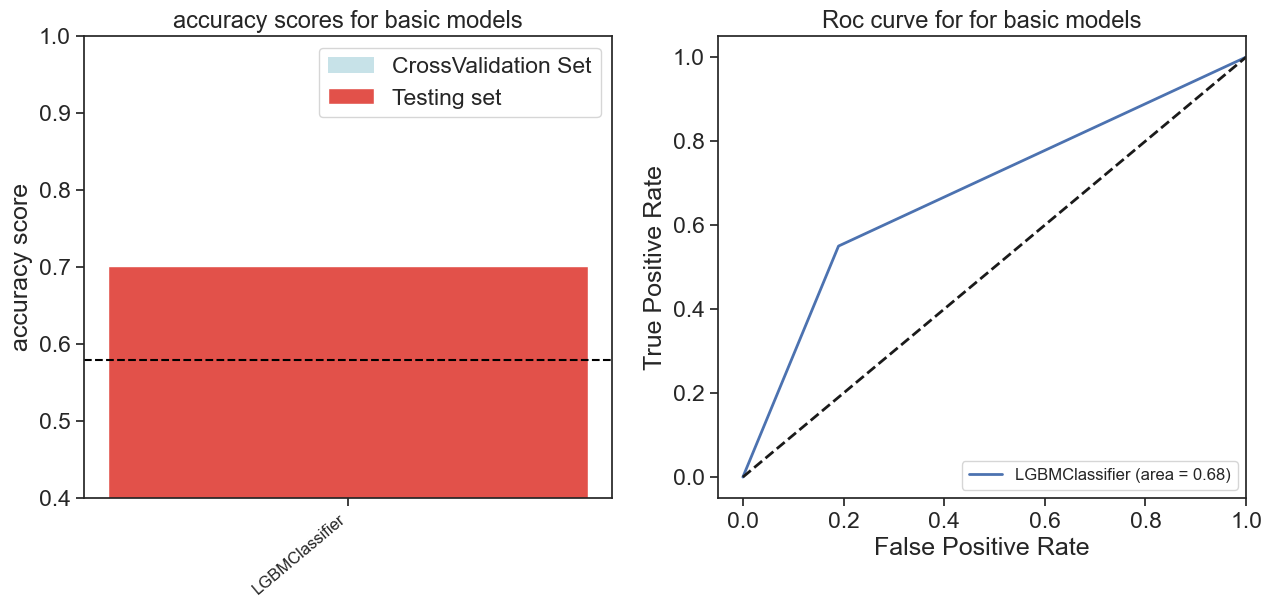 accuracy scores for basic models
1.0
0.9
0.8
0.7
0.6
0.5
0.4
accuracy score
CrossValidation Set
Testing set
LGBMClassifier
Roc curve for for basic models
1.0
0.8
0.6
0.4
0.2
0.0
True Positive Rate
LGBMClassifier (area = 0.68)
0.0 0.2 0.4 0.6 0.8 1.0
False Positive Rate